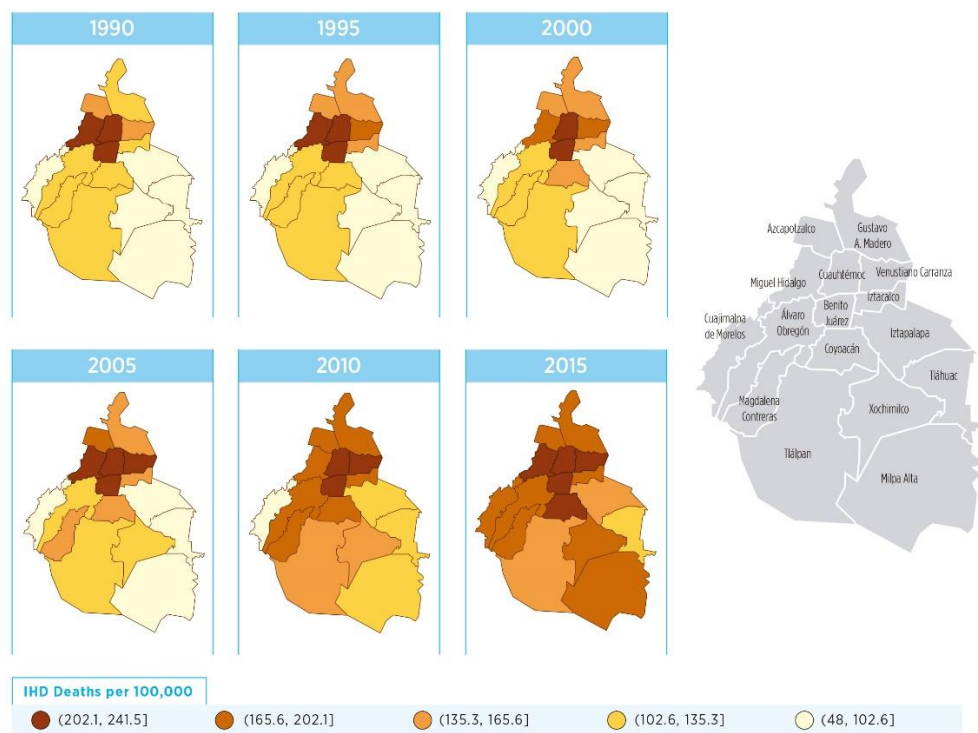 1990
1995
2000
Azcapotzalco
Gustavo
A. Madero
Cuauhtémoc
Venustiano Carranza
Miguel Hidalgo
Iztacalco
Cuajimalpa
de Morelos
Álvaro
Obregón
Benito
Juárez
Iztapalapa
Coyoacán
Tláhuac
Magdalena
Contreras
Xochimilco
Tlálpan
Milpa Alta
2005
2010
2015
IHD Deaths per 100,000
(202.1, 241.5]
(165.6, 202.1]
(135.3, 165.6]
(102.6, 135.3]
(48, 102.6]